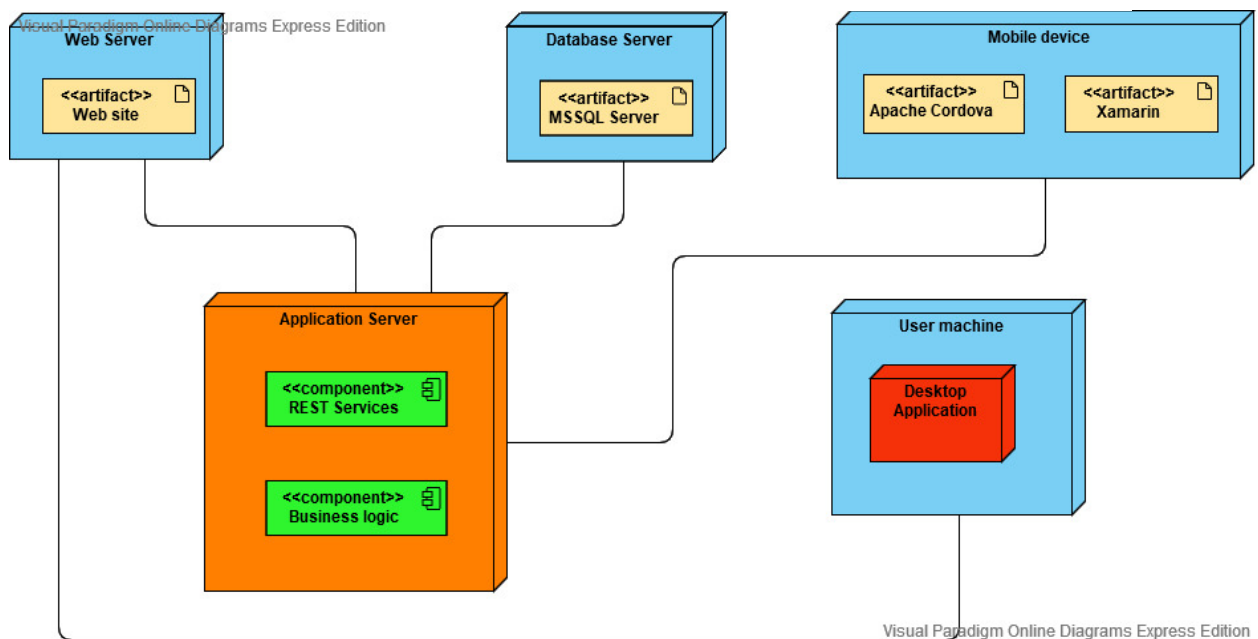 Visual Paradigm Online Diagrams Express Edition
Web Server
<<artifact>>
Web site
Database Server
<<artifact>>
MSSQL Server
Mobile device
<<artifact>>
Apache Cordova
<<artifact>>
Xamarin
Application Server
<<component>>
REST Services
<<component>>
Business logic
User machine
Desktop
Application
Visual Paradigm Online Diagrams Express Edition